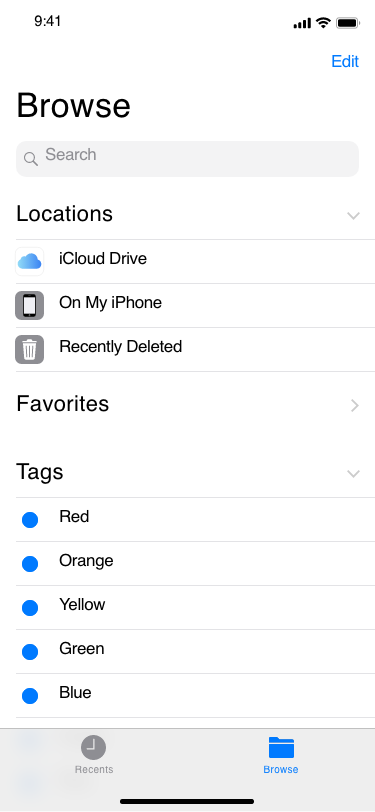 9:41
Edit
Browse
Search
Locations
iCloud Drive
On My iPhone
Recently Deleted
Favorites
Tags
Red
Orange
Yellow
Green
Blue
Recents
Browse